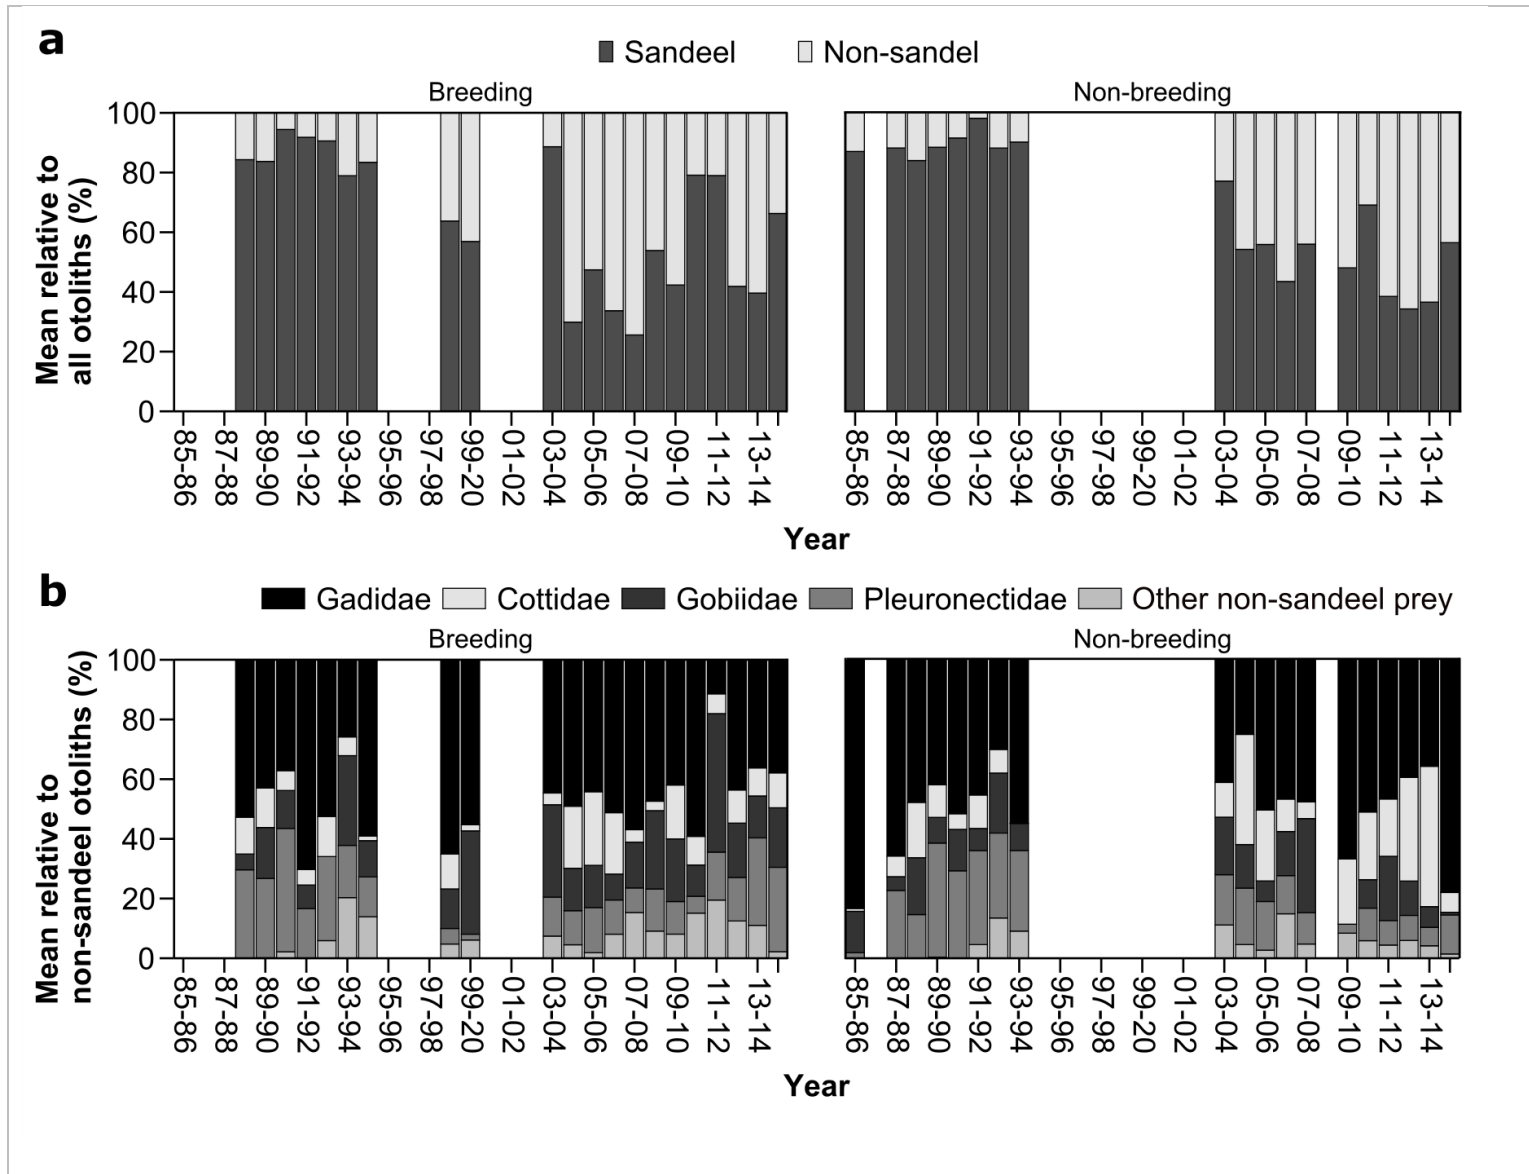 a
Sandeel Non-sandel
Breeding Non-breeding
Mean relative to
all otoliths (%)
100
80
60
40
20
0
85-86 87-88 89-90 91-92 93-94 95-96 97-98 99-20 01-02 03-04 05-06 07-08 09-10 11-12 13-14
85-86 87-88 89-90 91-92 93-94 95-96 97-98 99-20 01-02 03-04 05-06 07-08 09-10 11-12 13-14
Year
b
Gadidae Cottidae Gobiidae Pleuronectidae Other non-sandeel prey
Breeding Non-breeding
Mean relative to
non-sandeel otoliths (%)
100
80
60
40
20
0
85-86 87-88 89-90 91-92 93-94 95-96 97-98 99-20 01-02 03-04 05-06 07-08 09-10 11-12 13-14
85-86 87-88 89-90 91-92 93-94 95-96 97-98 99-20 01-02 03-04 05-06 07-08 09-10 11-12 13-14
Year